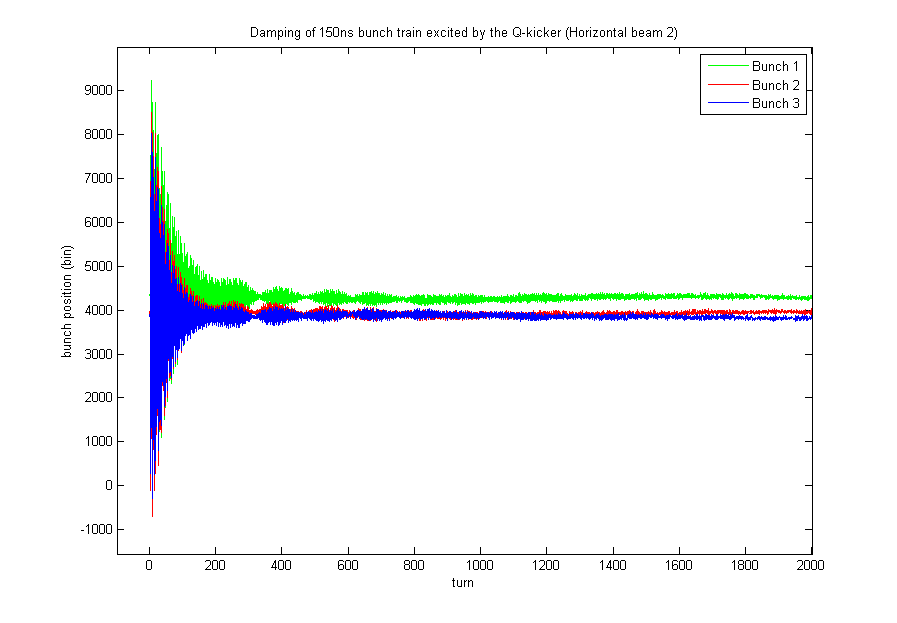 Damping of 150ns bunch train excited by the Q-kicker (Horizontal beam 2)
Bunch 1
Bunch 2
Bunch 3
bunch position (bin)
9000
8000
7000
6000
5000
4000
3000
2000
1000
0
-1000
0 200 400 600 800 1000 1200 1400 1600 1800 2000
turn